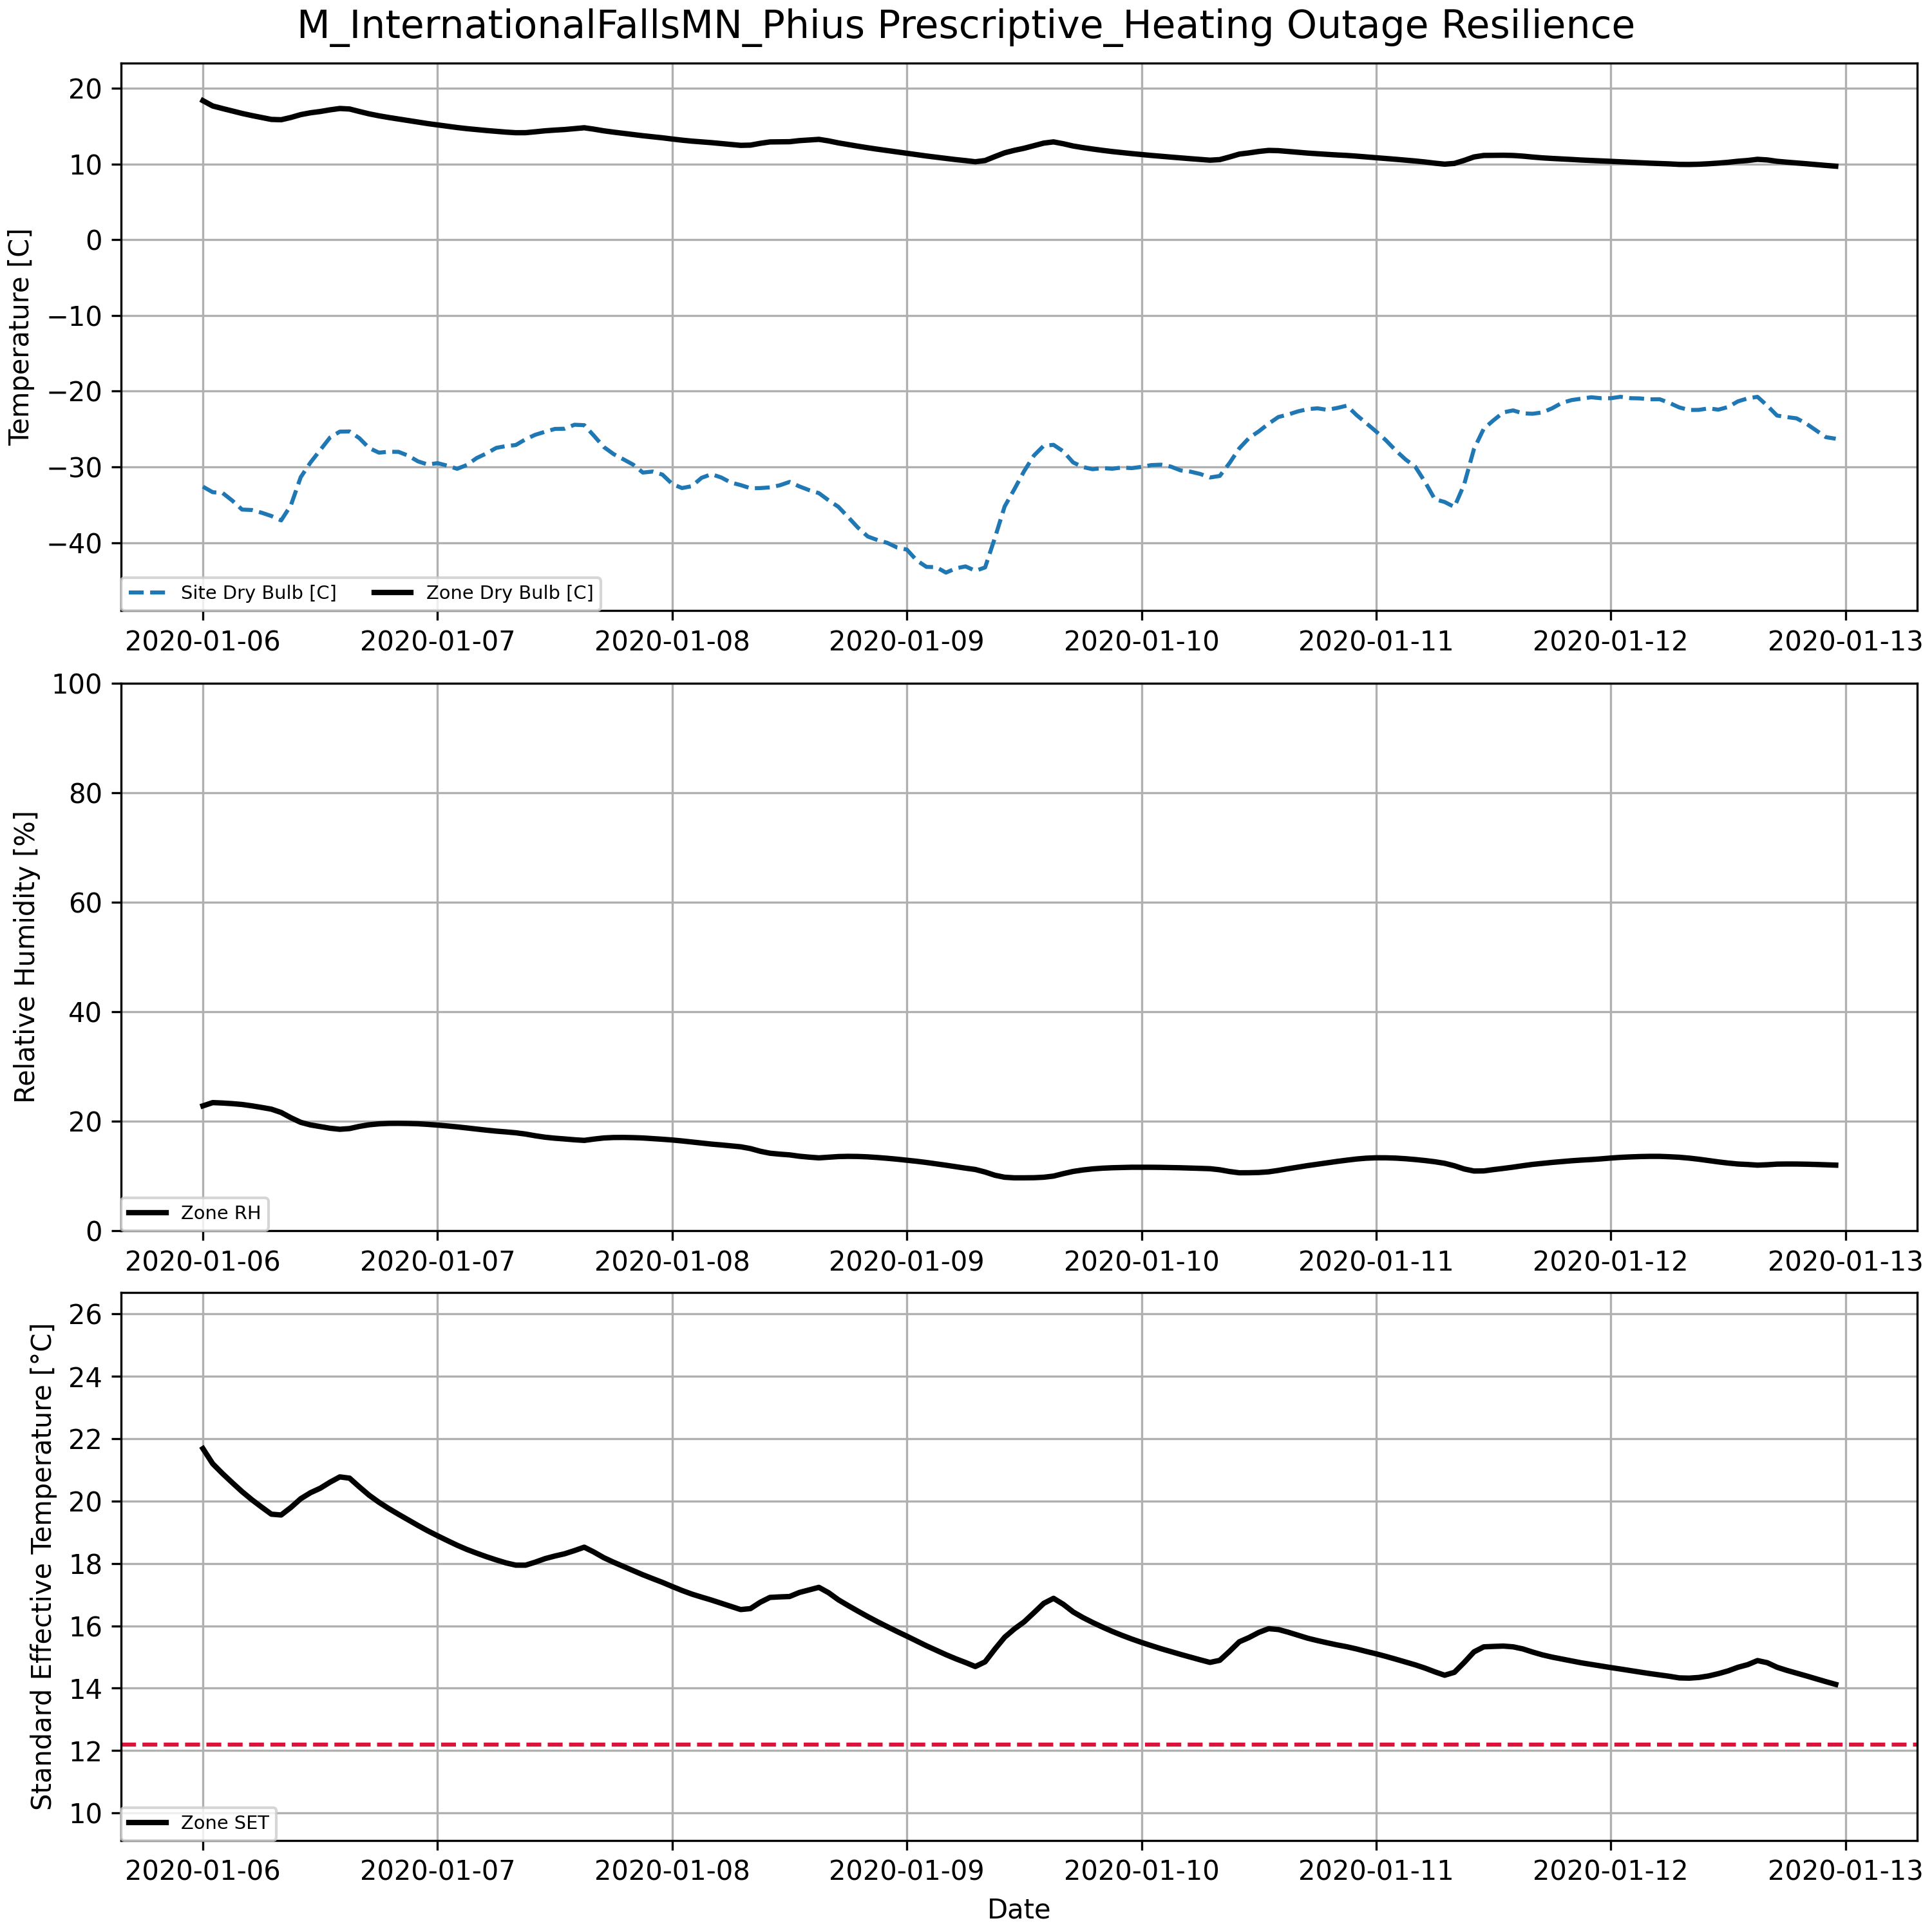 M_InternationalFallsMN_Phius Prescriptive_Heating Outage Resilience
Temperature [C]
20
10
0
−10
−20
−30
−40
Site Dry Bulb [C] Zone Dry Bulb [C]
2020-01-06 2020-01-07 2020-01-08 2020-01-09 2020-01-10 2020-01-11 2020-01-12 2020-01-13
Relative Humidity [%]
100
80
60
40
20
0
Zone RH
2020-01-06 2020-01-07 2020-01-08 2020-01-09 2020-01-10 2020-01-11 2020-01-12 2020-01-13
Standard Effective Temperature [°C]
26
24
22
20
18
16
14
12
10
Zone SET
2020-01-06 2020-01-07 2020-01-08 2020-01-09 2020-01-10 2020-01-11 2020-01-12 2020-01-13
Date